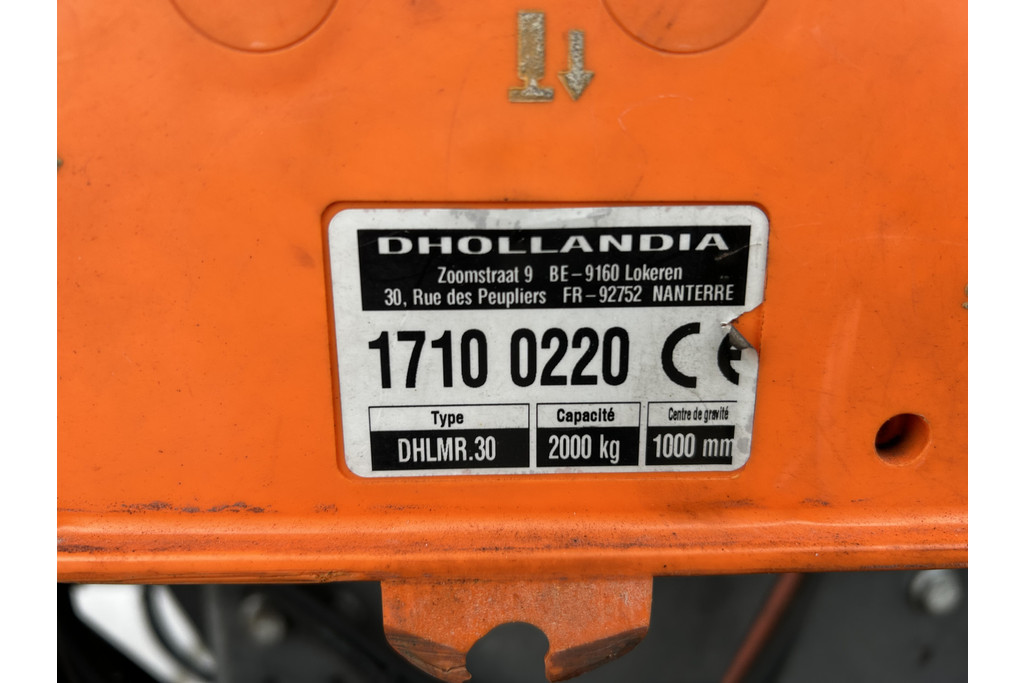 DHOLLANDIA
Zoomstraat 9 BE-9160 Lokeren
30, Rue des Peupliers FR-92752 NANTERRE
1710 0220 CE
Type Capacité Centre de gravité
DHLMR.30 2000 kg 1000 mm